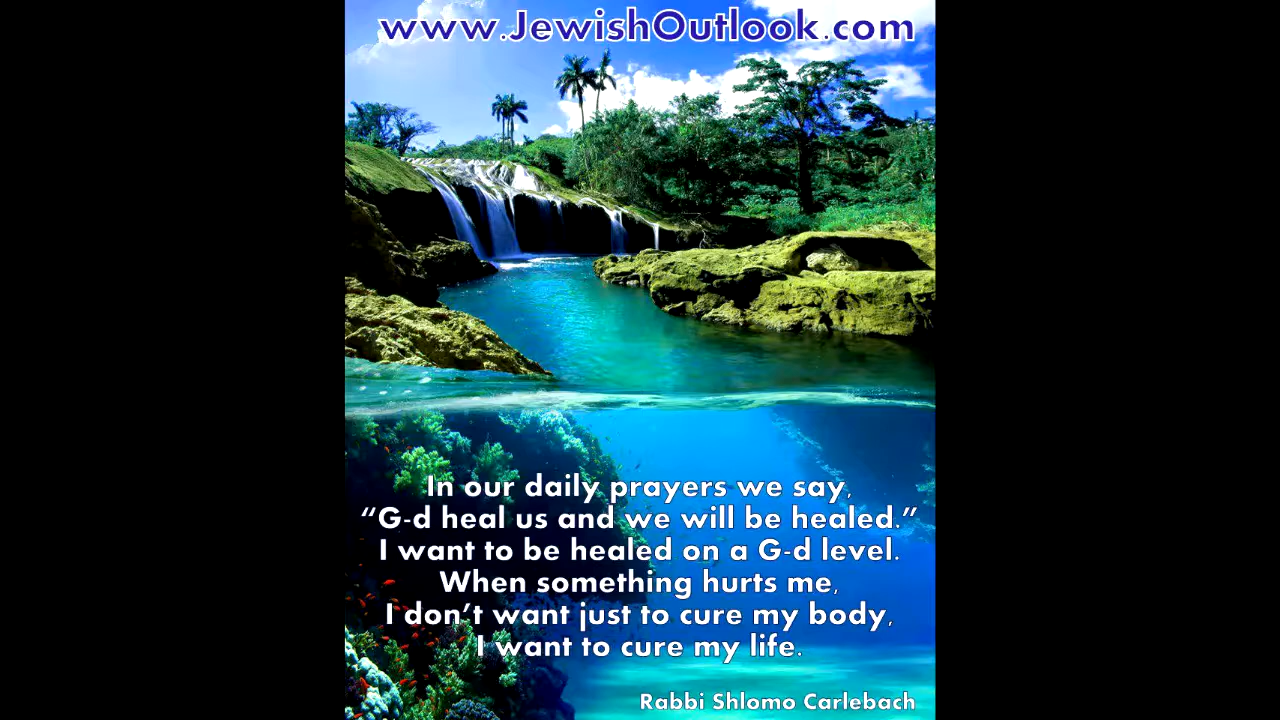 www.JewishOutlook.com
In our daily prayers we say,
“G-d heal us and we will be healed.”
I want to be healed on a G-d level.
When something hurts me,
I don’t want just to cure my body,
I want to cure my life.
Rabbi Shlomo Carlebach